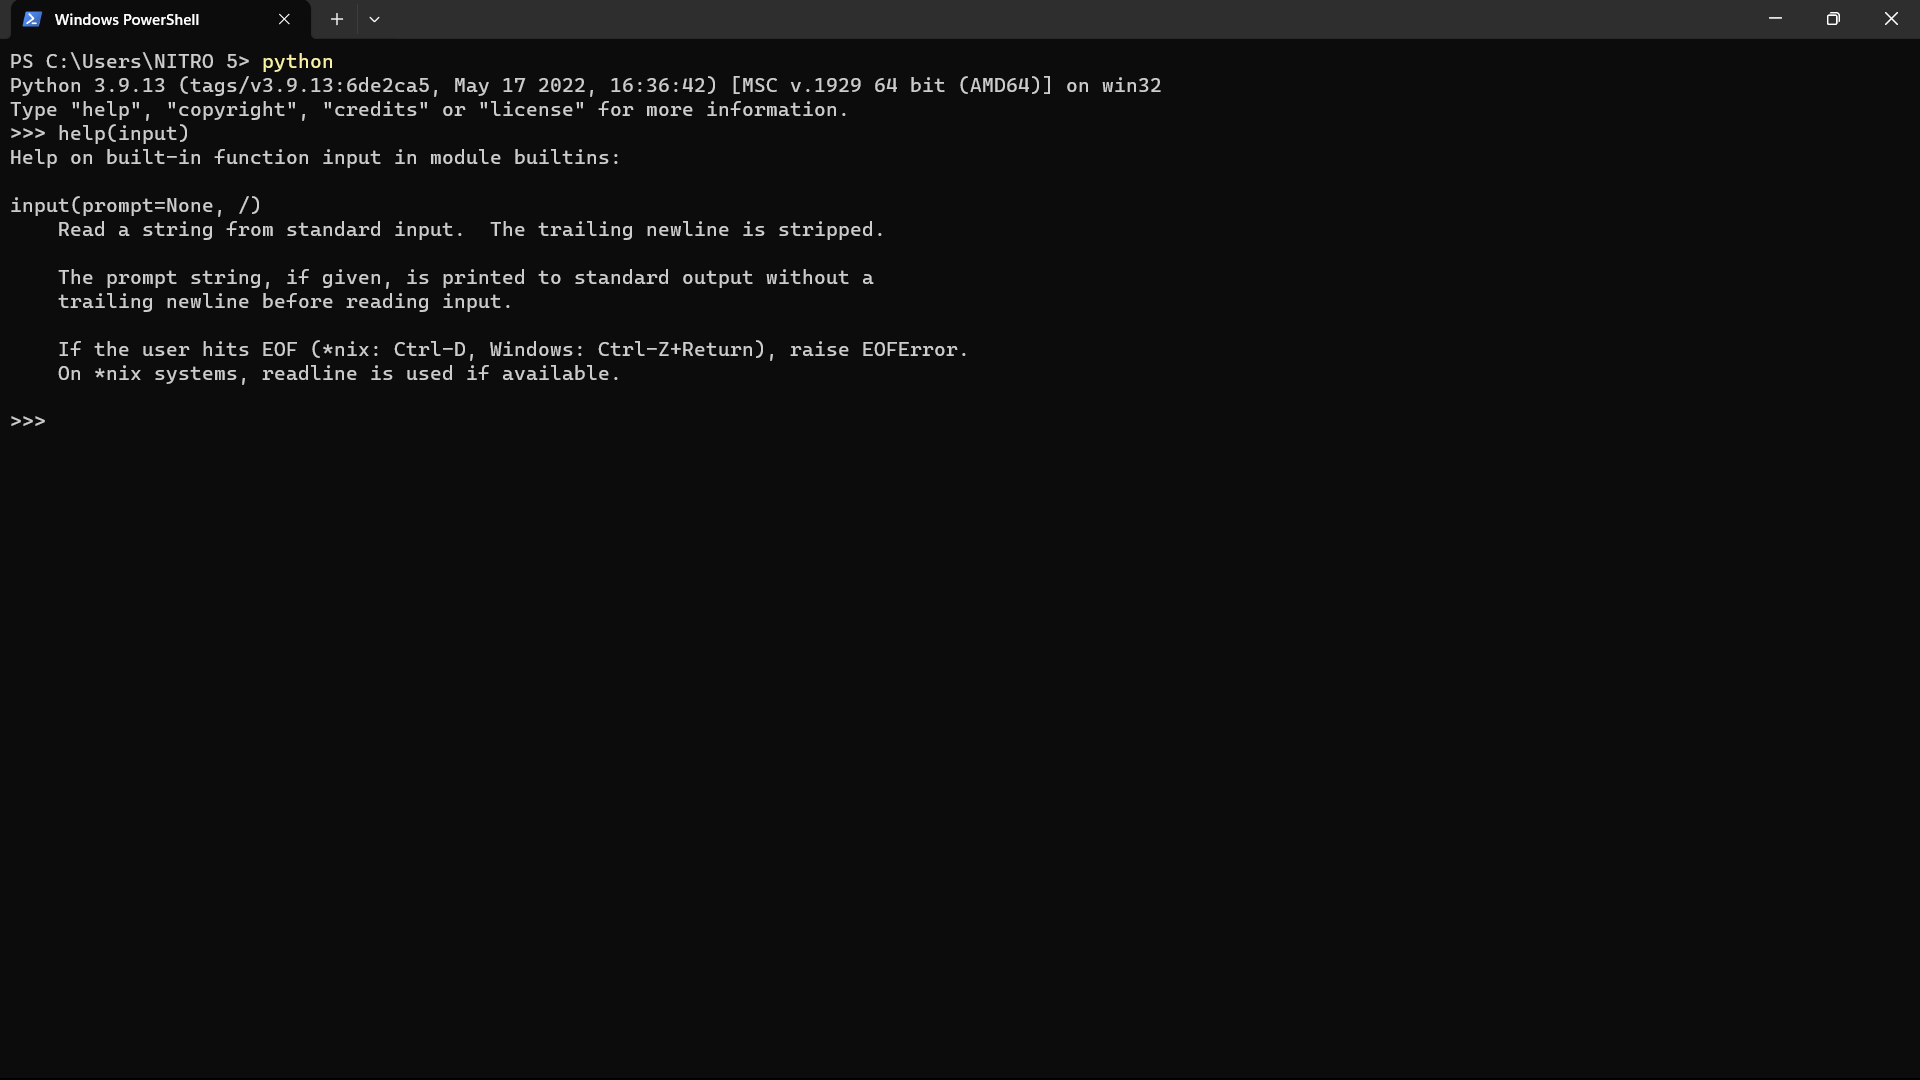 Windows PowerShell
PS C:\Users\NITRO 5> python
Python 3.9.13 (tags/v3.9.13:6de2ca5, May 17 2022, 16:36:42) [MSC v.1929 64 bit (AMD64)] on win32
Type "help", "copyright", "credits" or "license" for more information.
>>> help(input)
Help on built-in function input in module builtins:

input(prompt=None, /)
    Read a string from standard input.  The trailing newline is stripped.

    The prompt string, if given, is printed to standard output without a
    trailing newline before reading input.

    If the user hits EOF (*nix: Ctrl-D, Windows: Ctrl-Z+Return), raise EOFError.
    On *nix systems, readline is used if available.

>>>